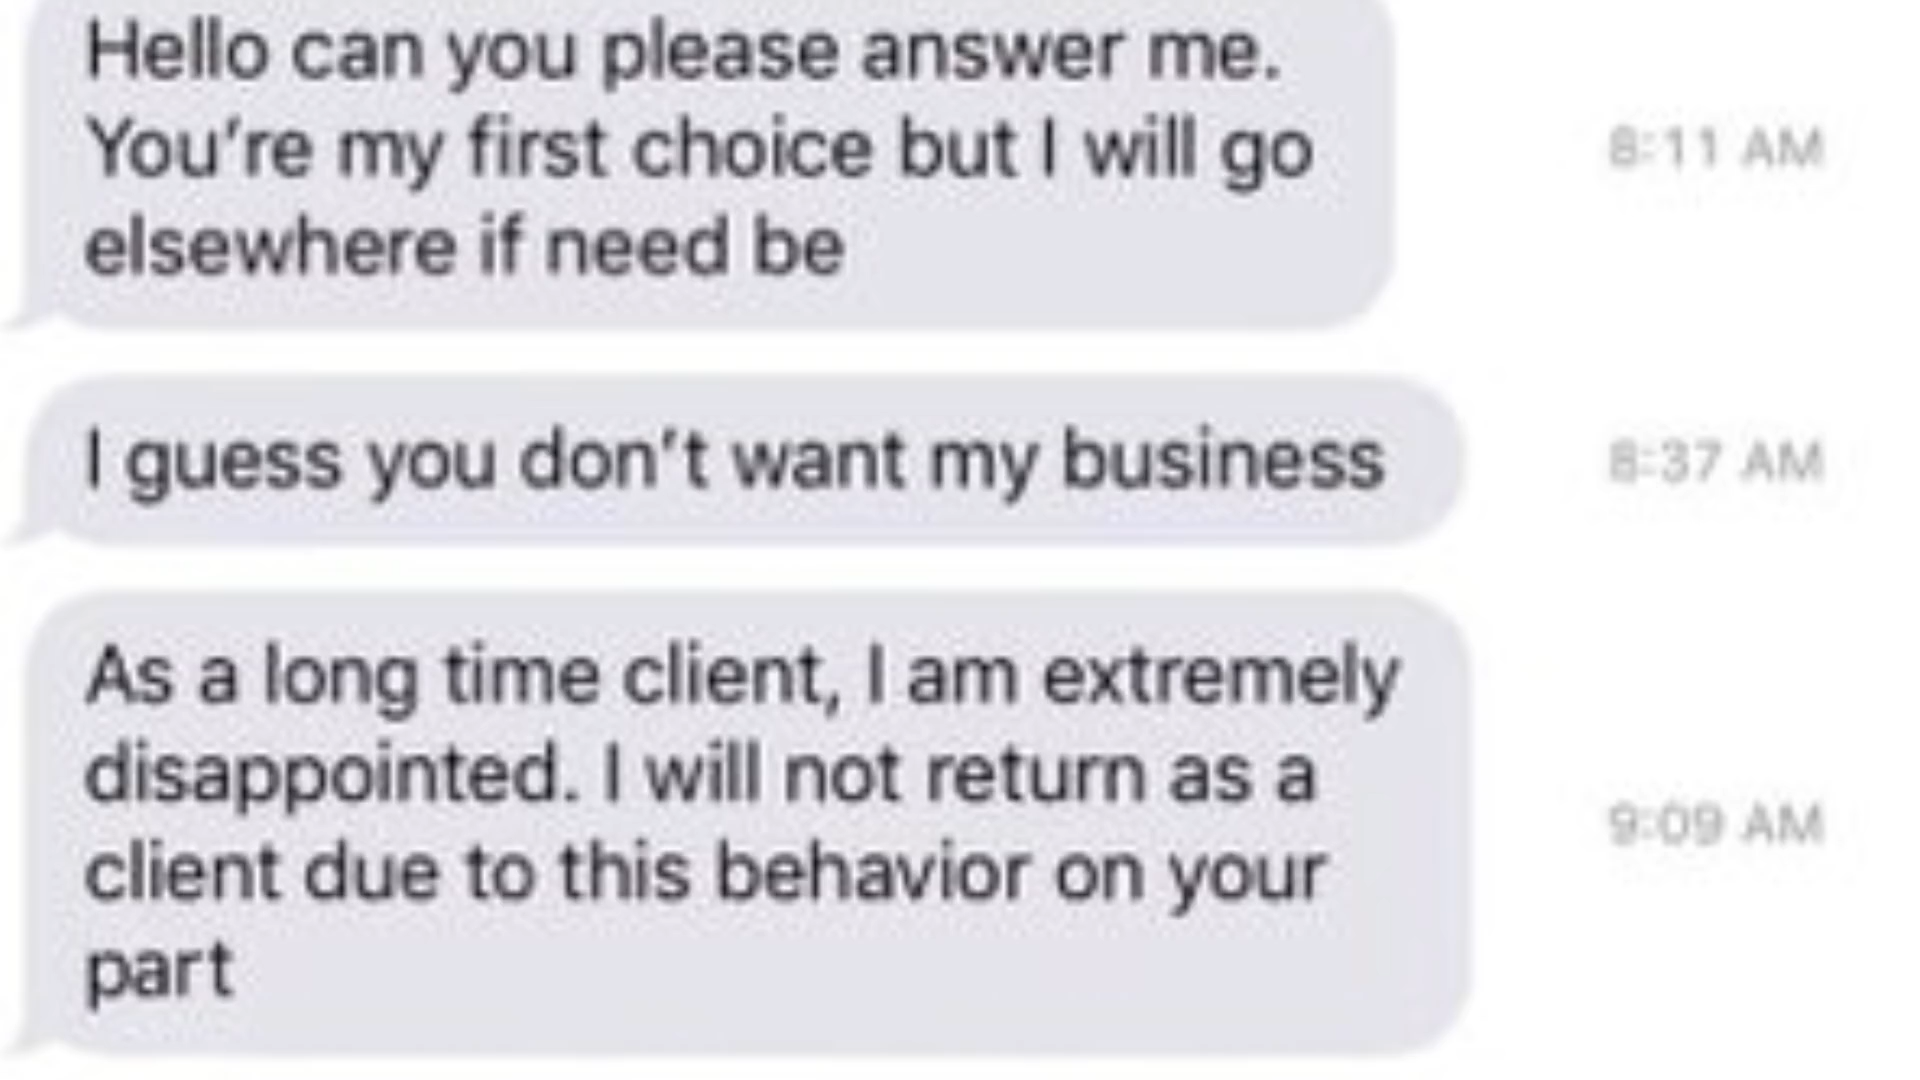 Hello can you please answer me.
You're my first choice but I will go
elsewhere if need be
8:11 AM
I guess you don't want my business
8:37 AM
As a long time client, I am extremely
disappointed. I will not return as a
client due to this behavior on your
part
9:09 AM